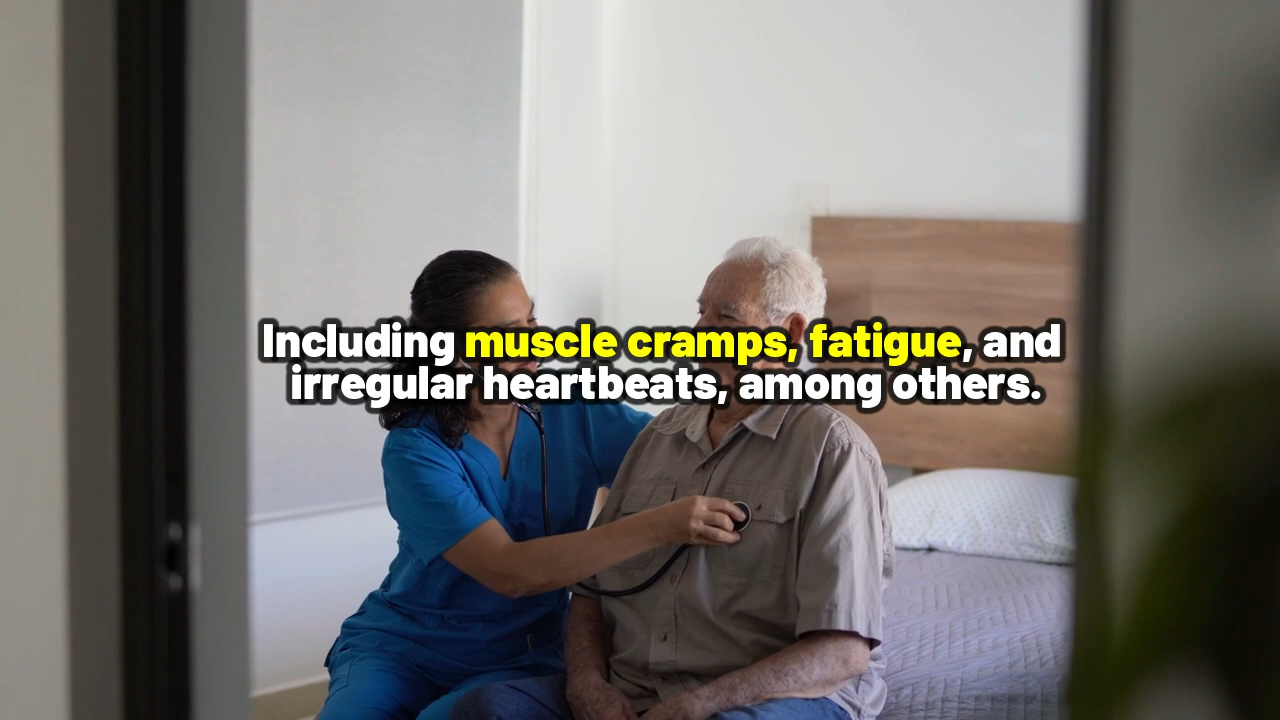 Including muscle cramps, fatigue, and
irregular heartbeats, among others.